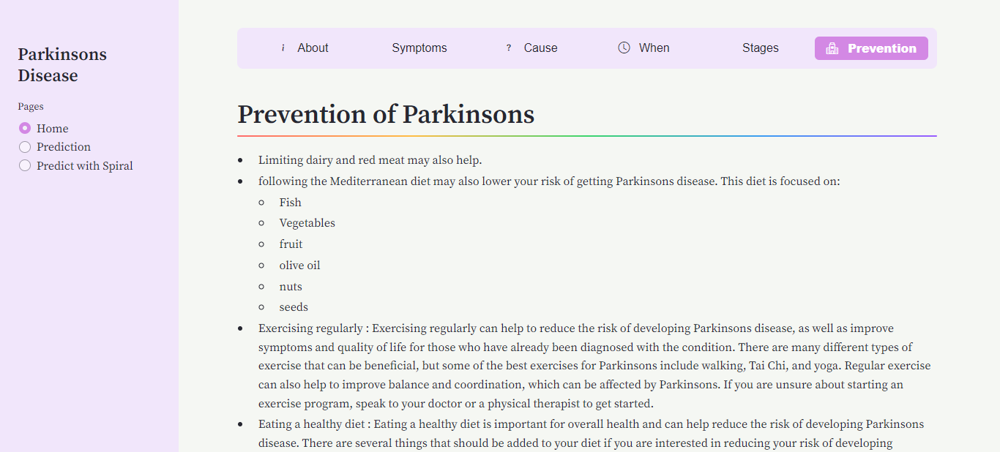 Parkinsons
Disease
Pages
Home
Prediction
Predict with Spiral
i About Symptoms ? Cause When Stages Prevention
Prevention of Parkinsons
Limiting dairy and red meat may also help.
following the Mediterranean diet may also lower your risk of getting Parkinsons disease. This diet is focused on:
Fish
Vegetables
fruit
olive oil
nuts
seeds
Exercising regularly : Exercising regularly can help to reduce the risk of developing Parkinsons disease, as well as improve
symptoms and quality of life for those who have already been diagnosed with the condition. There are many different types of
exercise that can be beneficial, but some of the best exercises for Parkinsons include walking, Tai Chi, and yoga. Regular exercise
can also help to improve balance and coordination, which can be affected by Parkinsons. If you are unsure about starting an
exercise program, speak to your doctor or a physical therapist to get started.
Eating a healthy diet : Eating a healthy diet is important for overall health and can help reduce the risk of developing Parkinsons
disease. There are several things that should be added to your diet if you are interested in reducing your risk of developing